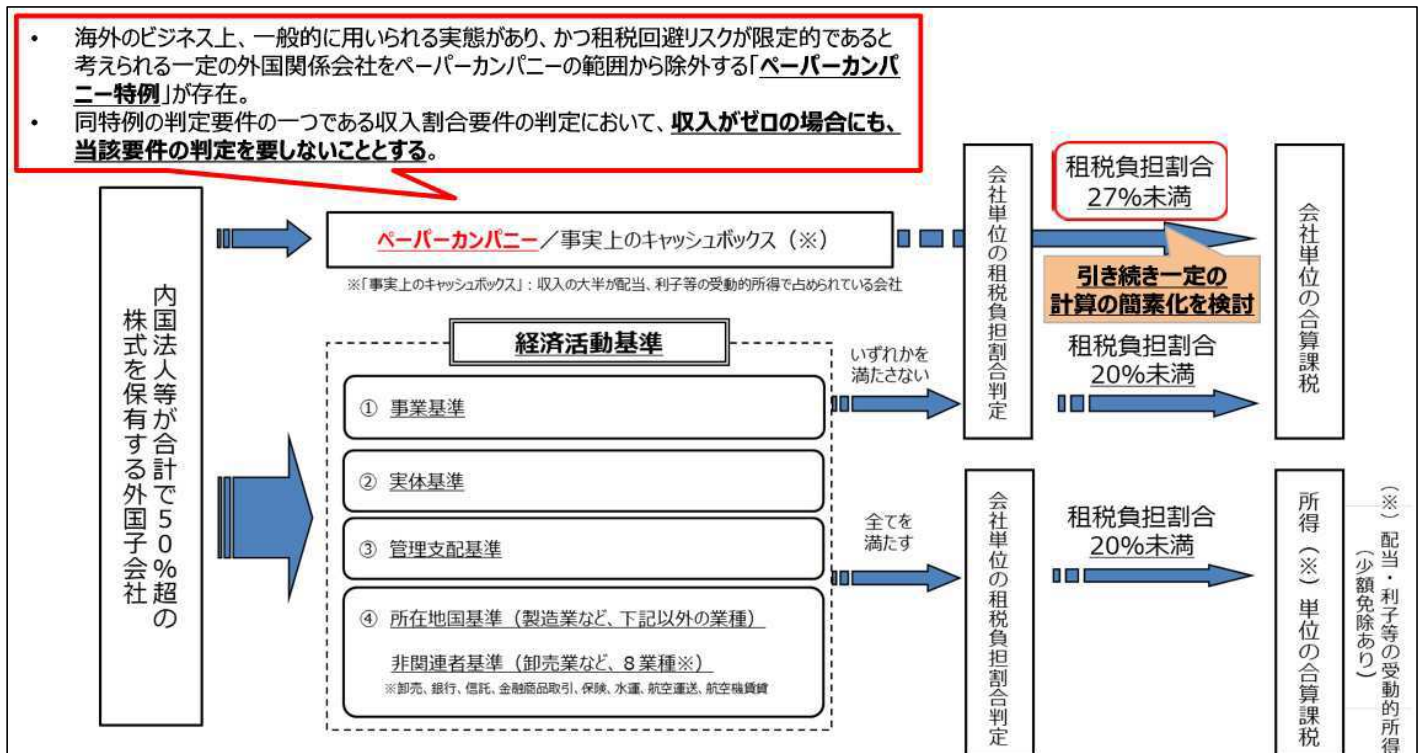 • 海外のビジネス上、一般的に用いられる実態があり、かつ租税回避リスクが限定的であると
考えられる一定の外国関係会社をペーパーカンパニーの範囲から除外する「ペーパーカンパ
ニー特例」が存在。
• 同特例の判定要件の一つである収入割合要件の判定において、収入がゼロの場合にも、
当該要件の判定を要しないこととする。
内国法人等が合計で50%超の
株式を保有する外国子会社
ペーパーカンパニー／事実上のキャッシュボックス（※）
※「事実上のキャッシュボックス」：収入の大半が配当、利子等の受動的所得で占められている会社
経済活動基準
① 事業基準
② 実体基準
③ 管理支配基準
④ 所在地国基準（製造業など、下記以外の業種）
非関連者基準（卸売業など、８業種※）
※卸売、銀行、信託、金融商品取引、保険、水運、航空運送、航空機賃貸
いずれかを
満たさない
全てを
満たす
会社単位の租税負担割合判定
租税負担割合
27%未満
引き続き一定の
計算の簡素化を検討
租税負担割合
20%未満
会社単位の合算課税
会社単位の租税負担割合判定
租税負担割合
20%未満
所得（※）単位の合算課税
（※）配当・利子等の受動的所得
（少額免除あり）